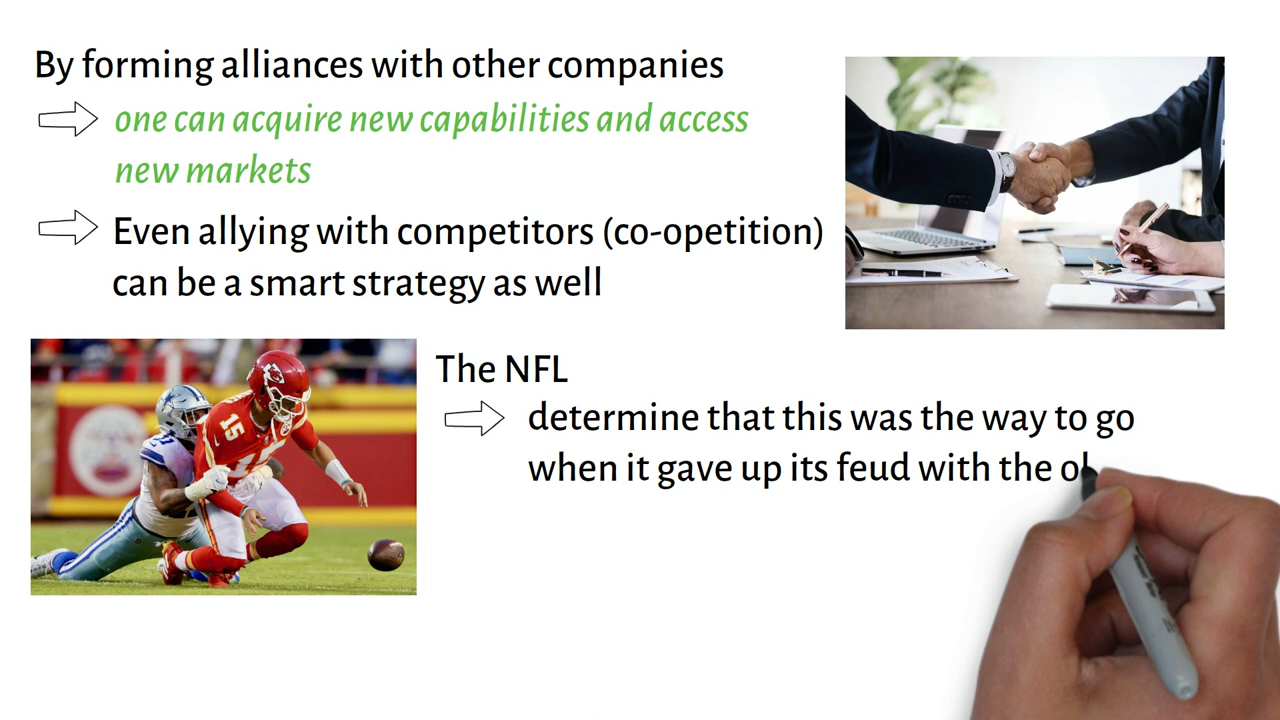 By forming alliances with other companies
one can acquire new capabilities and access
new markets
Even allying with competitors (co-opetition)
can be a smart strategy as well
The NFL
determine that this was the way to go
when it gave up its feud with the ol
15